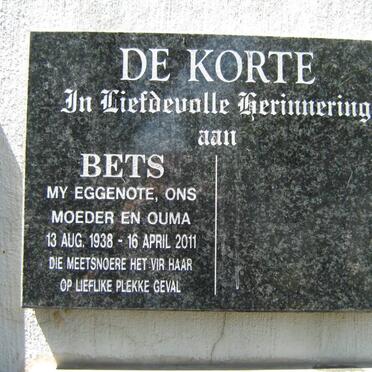 DE KORTE
In Liefdevolle Herinnering
aan
BETS
MY EGGENOTE, ONS
MOEDER EN OUMA
13 AUG. 1938 - 16 APRIL 2011
DIE MEETSNOERE HET VIR HAAR
OP LIEFLIKE PLEKKE GEVAL